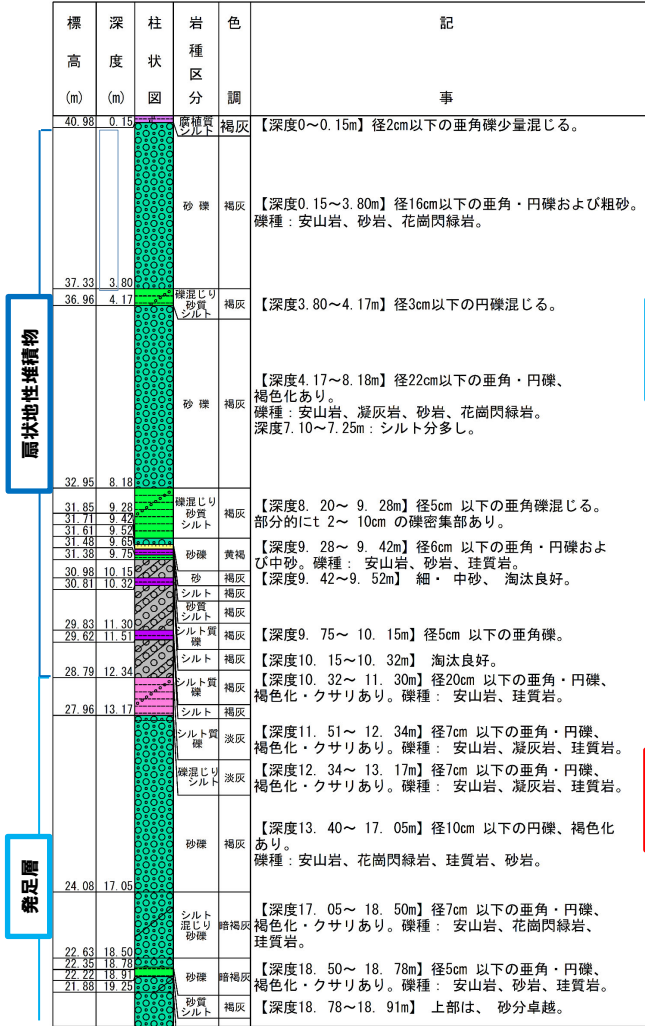 標高(m) 深度(m) 柱状図 岩種区分 色調 記事
40.98 0.15 腐植質シルト 褐灰 【深度0～0.15m】径2cm以下の亜角礫少量混じる。
砂礫 褐灰 【深度0.15～3.80m】径16cm以下の亜角・円礫および粗砂。
礫種：安山岩、砂岩、花崗閃緑岩。
37.33 3.80
36.96 4.17 礫混じり砂質シルト 褐灰 【深度3.80～4.17m】径3cm以下の円礫混じる。
扇状地性堆積物
砂礫 褐灰 【深度4.17～8.18m】径22cm以下の亜角・円礫、
褐色化あり。
礫種：安山岩、凝灰岩、砂岩、花崗閃緑岩。
深度7.10～7.25m：シルト分多し。
32.95 8.18
31.85 9.28 礫混じり砂質シルト 褐灰 【深度8. 20～ 9. 28m】径5cm 以下の亜角礫混じる。
部分的にt 2～ 10cm の礫密集部あり。
31.71 9.42
31.61 9.52
31.48 9.65
31.38 9.75 砂礫 黄褐 【深度9. 28～ 9. 42m】径6cm 以下の亜角・円礫およ
び中砂。礫種： 安山岩、砂岩、珪質岩。
30.98 10.15 砂 褐灰 【深度9. 42～9. 52m】 細・ 中砂、 淘汰良好。
30.81 10.32 シルト 褐灰
砂質シルト 褐灰
29.83 11.30
29.62 11.51 シルト質礫 褐灰 【深度9. 75～ 10. 15m】径5cm 以下の亜角礫。
シルト 褐灰 【深度10. 15～10. 32m】 淘汰良好。
28.79 12.34 シルト質礫 褐灰 【深度10. 32～ 11. 30m】径20cm 以下の亜角・円礫、
褐色化・クサリあり。礫種： 安山岩、珪質岩。
27.96 13.17 シルト 褐灰
シルト質礫 淡灰 【深度11. 51～ 12. 34m】径7cm 以下の亜角・円礫、
褐色化・クサリあり。礫種： 安山岩、凝灰岩、珪質岩。
礫混じりシルト 淡灰 【深度12. 34～ 13. 17m】径7cm 以下の亜角・円礫、
褐色化・クサリあり。礫種： 安山岩、凝灰岩、珪質岩。
発足層
砂礫 褐灰 【深度13. 40～ 17. 05m】径10cm 以下の円礫、褐色化
あり。
礫種：安山岩、花崗閃緑岩、珪質岩、砂岩。
24.08 17.05
シルト混じり砂礫 暗褐灰 【深度17. 05～ 18. 50m】径7cm 以下の亜角・円礫、
褐色化・クサリあり。礫種： 安山岩、花崗閃緑岩、
珪質岩。
22.63 18.50
22.35 18.78
22.22 18.91 砂礫 暗褐灰 【深度18. 50～ 18. 78m】径5cm 以下の亜角・円礫、
褐色化・クサリあり。礫種： 安山岩、砂岩、珪質岩。
21.88 19.25
砂質シルト 褐灰 【深度18. 78～18. 91m】 上部は、 砂分卓越。